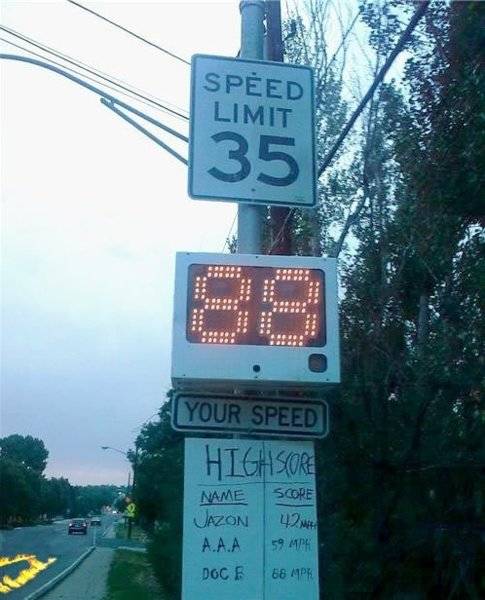 SPEED
LIMIT
35
88
YOUR SPEED
HIGHSCORE
NAME SCORE
JAZON 42 MPH
A.A.A 59 MPH
DOC B 88 MPH